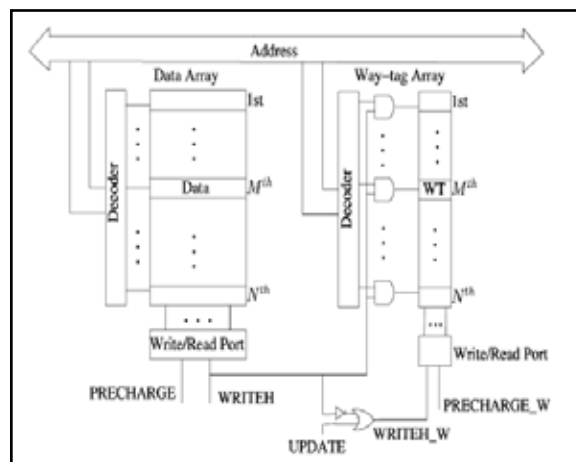 Address
Data Array
Way-tag Array
1st
1st
Decoder
Data
M^th
Decoder
WT
M^th
N^th
N^th
Write/Read Port
Write/Read Port
PRECHARGE
WRITEH
PRECHARGE_W
UPDATE
WRITEH_W